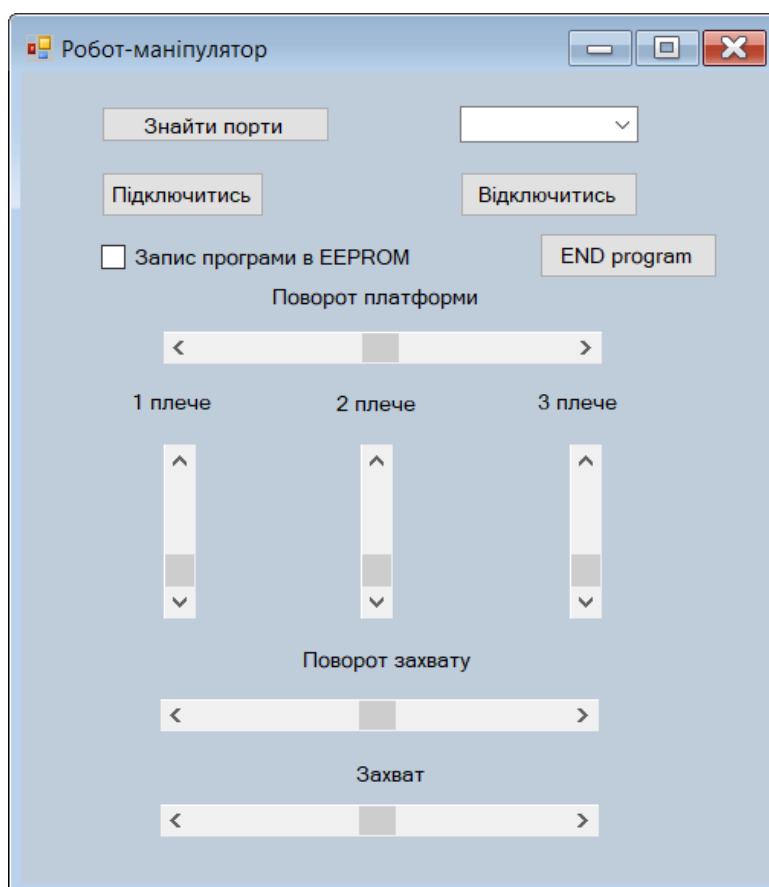 Робот-маніпулятор
Знайти порти
Підключитись
Відключитись
Запис програми в EEPROM
END program
Поворот платформи
1 плече
2 плече
3 плече
Поворот захвату
Захват